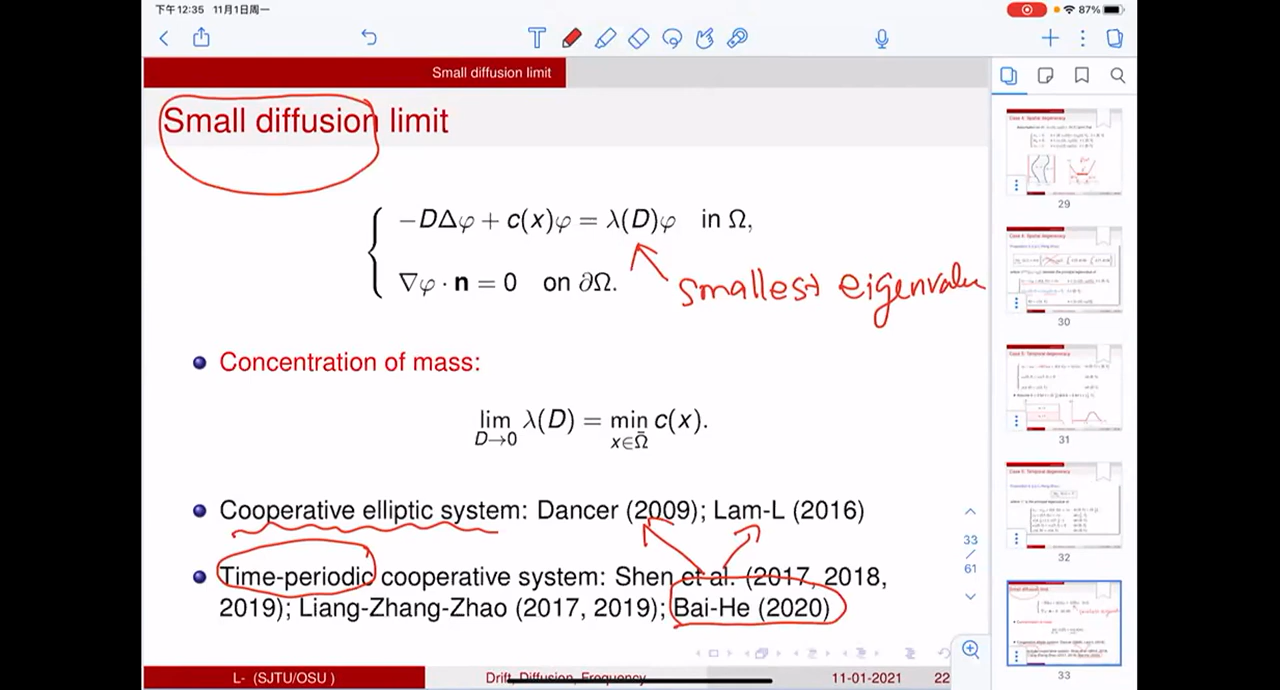 下午12:35 11月1日周一 87%
Small diffusion limit
Small diffusion limit
−DΔφ + c(x)φ = λ(D)φ in Ω,
∇φ · n = 0 on ∂Ω.
smallest eigenvalue
Concentration of mass:
lim λ(D) = min c(x).
D→0 x∈Ω̄
Cooperative elliptic system: Dancer (2009); Lam-L (2016)
Time-periodic cooperative system: Shen et al. (2017, 2018,
2019); Liang-Zhang-Zhao (2017, 2019); Bai-He (2020)
L- (SJTU/OSU ) Drift, Diffusion, Frequency 11-01-2021 22
29
30
31
32
33
/
61
33